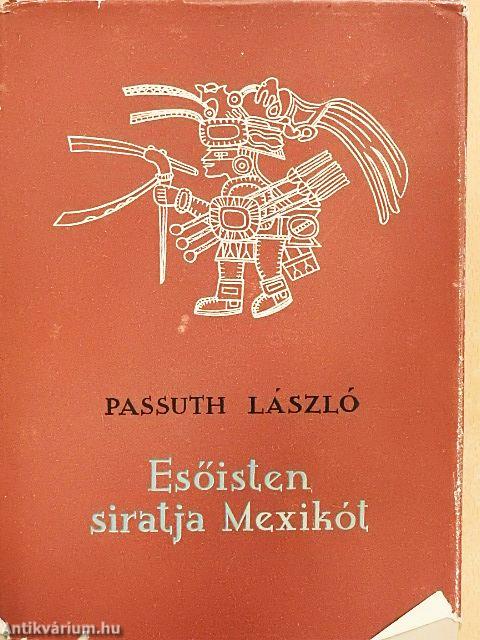 PASSUTH LÁSZLÓ
Esőisten
siratja Mexikót
Antikvárium.hu